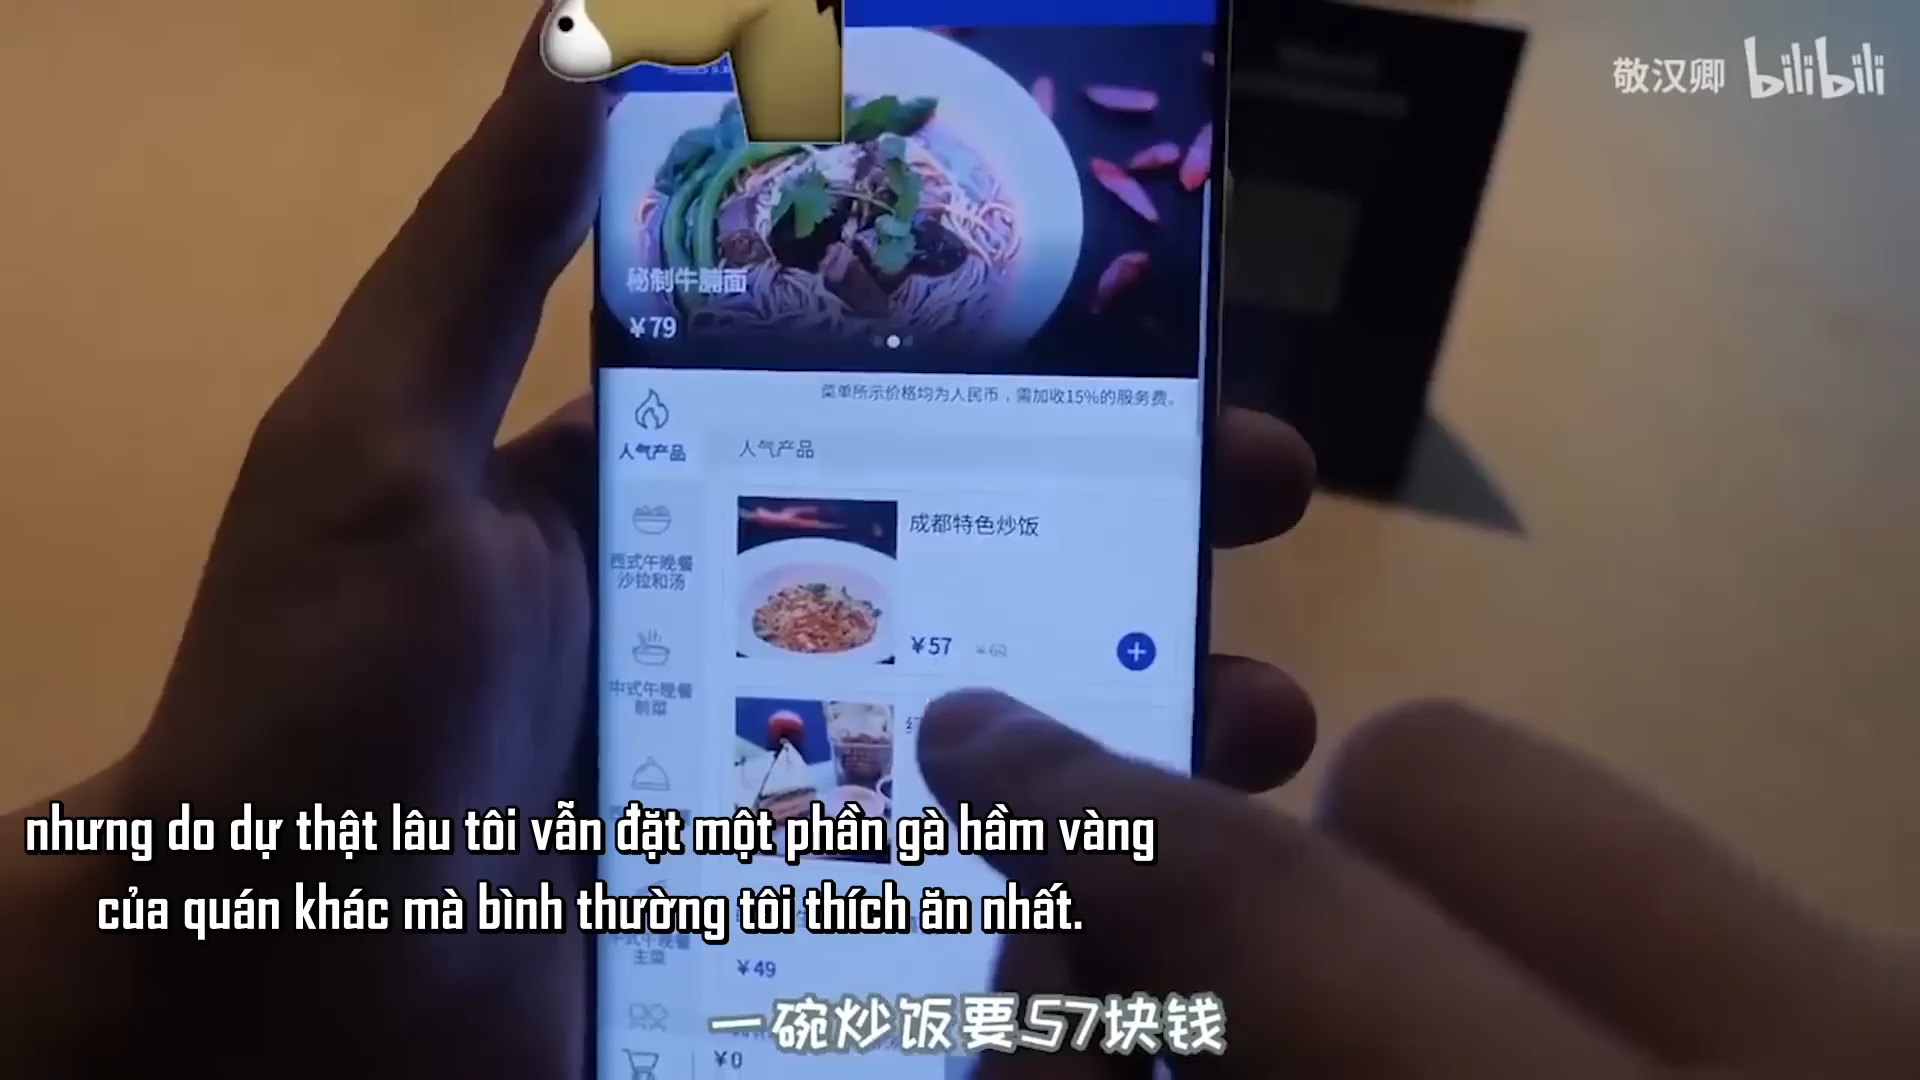 敬汉卿 bilibili
秘制牛腩面
¥79
菜单所示价格均为人民币，需加收15%的服务费。
人气产品
人气产品
成都特色炒饭
西式午晚餐
沙拉和汤
¥57 ¥60
中式午晚餐
前菜
nhưng do dự thật lâu tôi vẫn đặt một phần gà hầm vàng
của quán khác mà bình thường tôi thích ăn nhất.
中式午晚餐
主菜
¥49
一碗炒饭要57块钱
¥0